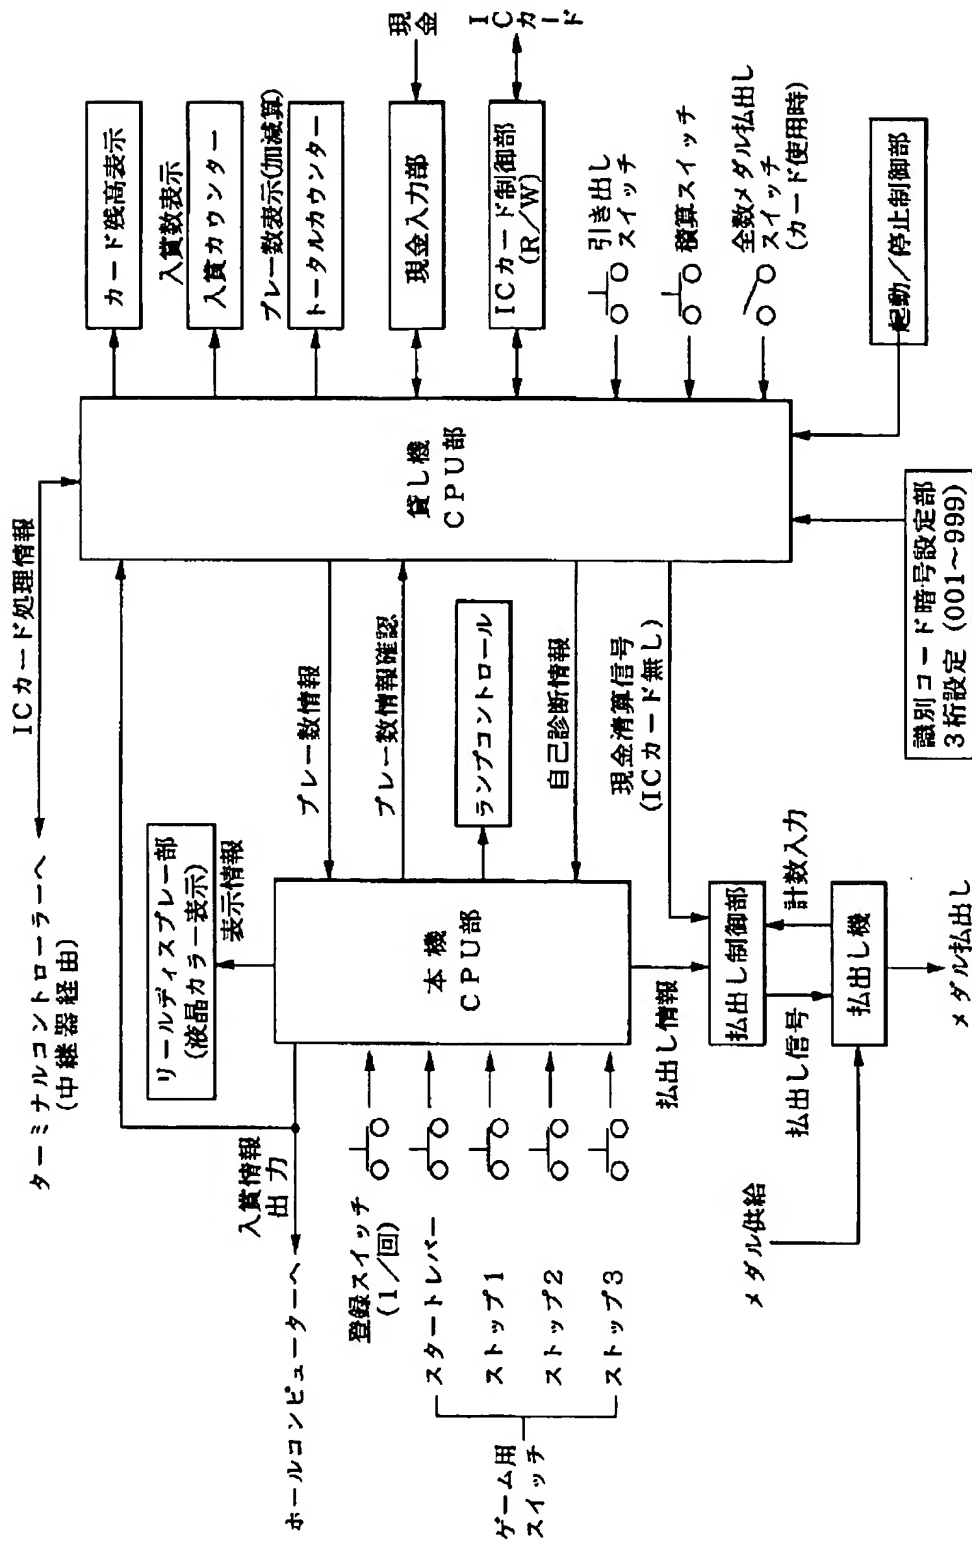 ターミナルコントローラーへ
(中継器経由)
ICカード処理情報
カード残高表示
入賞数表示
入賞カウンター
プレー数表示(加減算)
トータルカウンター
現金入力部
現金
ICカード制御部
(R/W)
ICカード
引き出し
スイッチ
積算スイッチ
全数メダル払出し
スイッチ
(カード使用時)
起動/停止制御部
貸し機
CPU部
識別コード暗号設定部
3桁設定 (001~999)
プレー数情報
プレー数情報確認
ランプコントロール
自己診断情報
現金清算信号
(ICカード無し)
リールディスプレー部
(液晶カラー表示)
表示情報
本機
CPU部
入賞情報
出力
ホールコンピューターへ
登録スイッチ
(1/回)
スタートレバー
ストップ1
ストップ2
ストップ3
ゲーム用
スイッチ
払出し情報
払出し制御部
計数入力
払出し信号
払出し機
メダル供給
メダル払出し